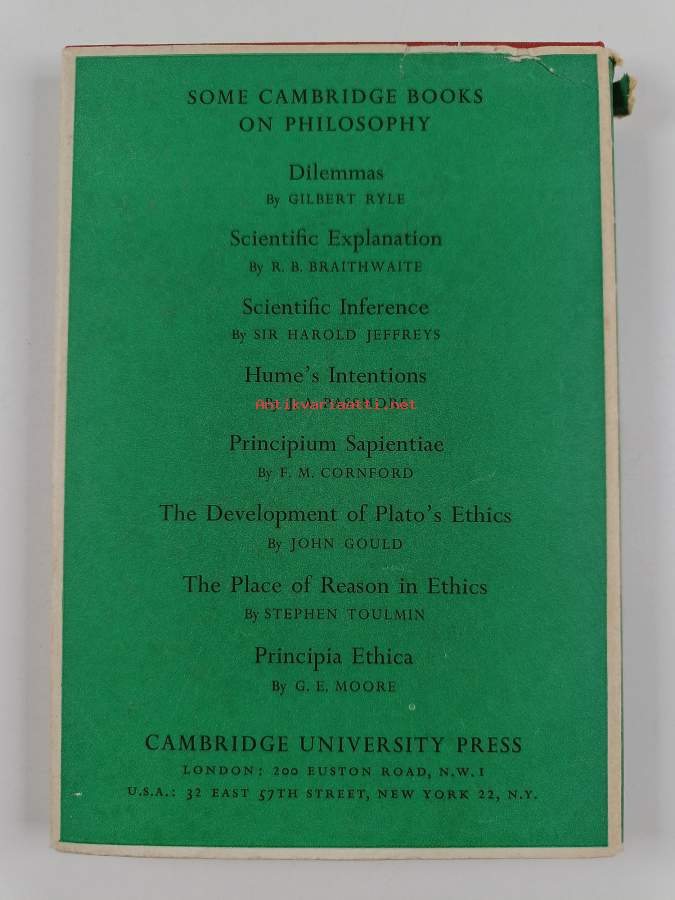 SOME CAMBRIDGE BOOKS
ON PHILOSOPHY
Dilemmas
By GILBERT RYLE
Scientific Explanation
By R. B. BRAITHWAITE
Scientific Inference
By SIR HAROLD JEFFREYS
Hume's Intentions
By J. A. PASSMORE
Antikvariaatti.net
Principium Sapientiae
By F. M. CORNFORD
The Development of Plato's Ethics
By JOHN GOULD
The Place of Reason in Ethics
By STEPHEN TOULMIN
Principia Ethica
By G. E. MOORE
CAMBRIDGE UNIVERSITY PRESS
LONDON: 200 EUSTON ROAD, N.W.1
U.S.A.: 32 EAST 57TH STREET, NEW YORK 22, N.Y.